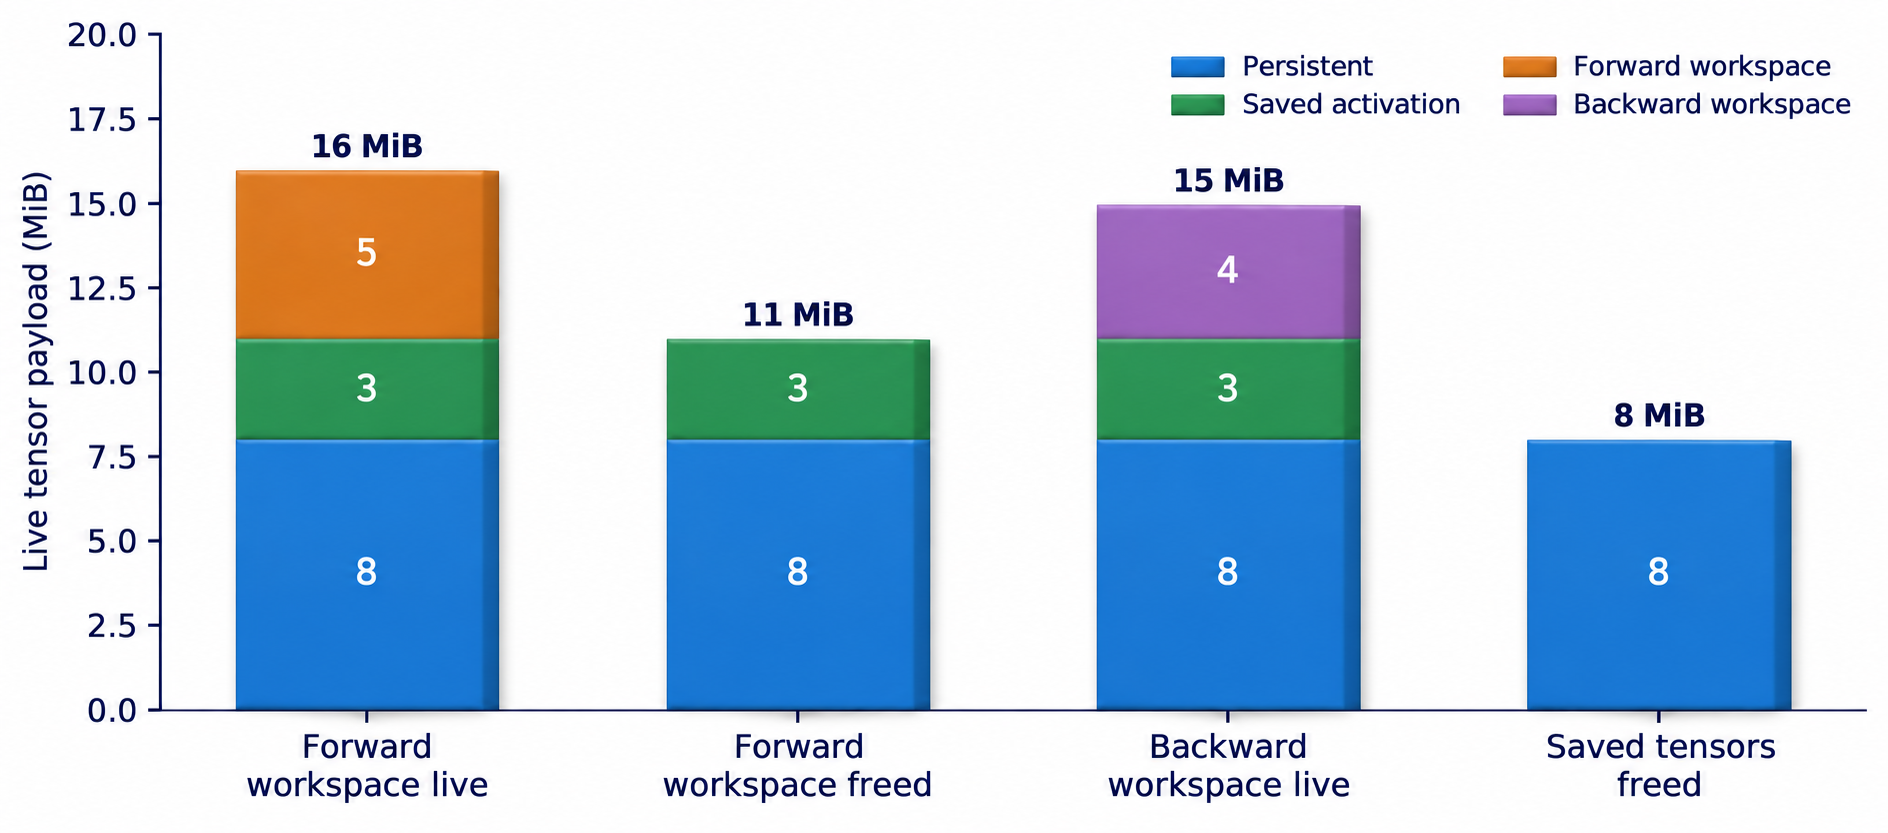 Live tensor payload (MiB)
20.0
17.5
15.0
12.5
10.0
7.5
5.0
2.5
0.0
Persistent
Saved activation
Forward workspace
Backward workspace
16 MiB
5
3
8
11 MiB
3
8
15 MiB
4
3
8
8 MiB
8
Forward
workspace live
Forward
workspace freed
Backward
workspace live
Saved tensors
freed